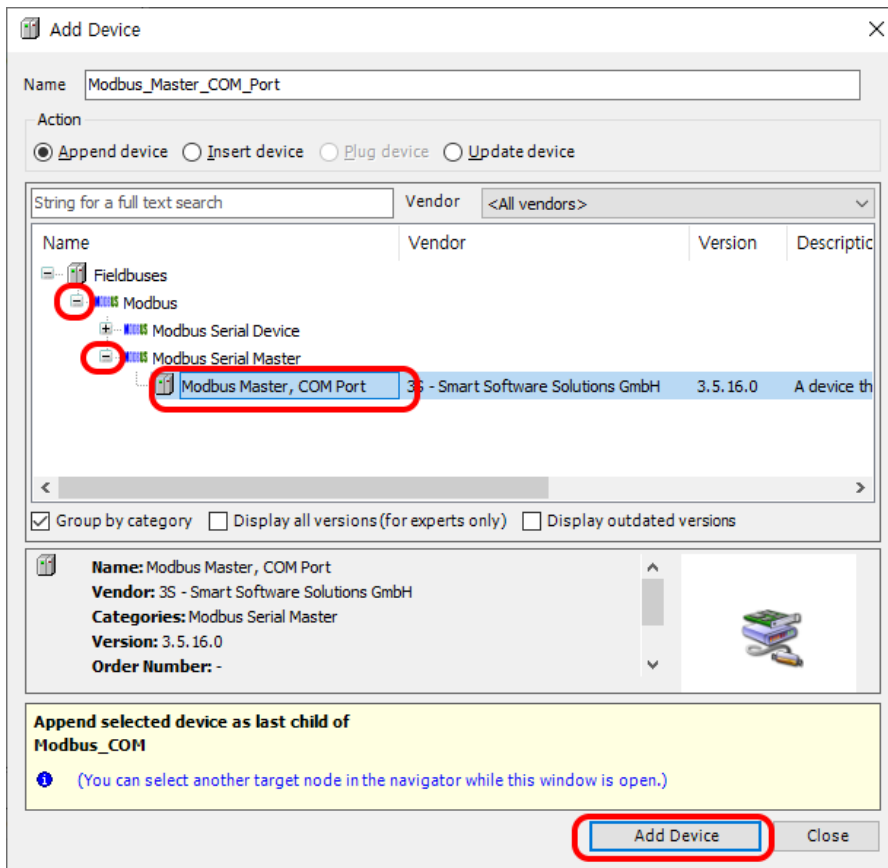 Add Device
Name Modbus_Master_COM_Port
Action
Append device Insert device Plug device Update device
String for a full text search Vendor <All vendors>
Name Vendor Version Descriptic
Fieldbuses
MODBUS Modbus
MODBUS Modbus Serial Device
MODBUS Modbus Serial Master
Modbus Master, COM Port 3S - Smart Software Solutions GmbH 3.5.16.0 A device th
Group by category Display all versions (for experts only) Display outdated versions
Name: Modbus Master, COM Port
Vendor: 3S - Smart Software Solutions GmbH
Categories: Modbus Serial Master
Version: 3.5.16.0
Order Number: -
Append selected device as last child of
Modbus_COM
(You can select another target node in the navigator while this window is open.)
Add Device Close